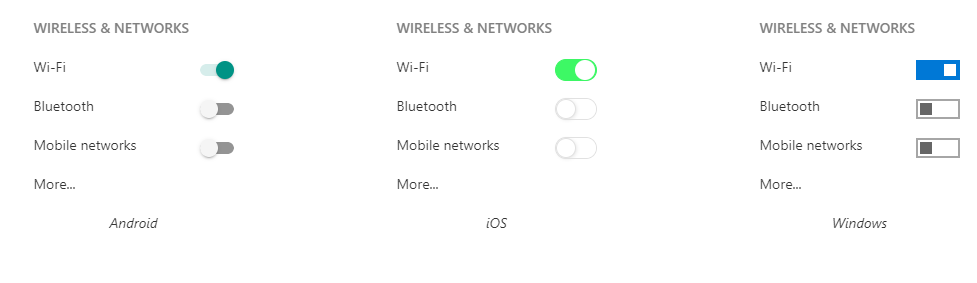 WIRELESS & NETWORKS
Wi-Fi
Bluetooth
Mobile networks
More...
Android
WIRELESS & NETWORKS
Wi-Fi
Bluetooth
Mobile networks
More...
iOS
WIRELESS & NETWORKS
Wi-Fi
Bluetooth
Mobile networks
More...
Windows